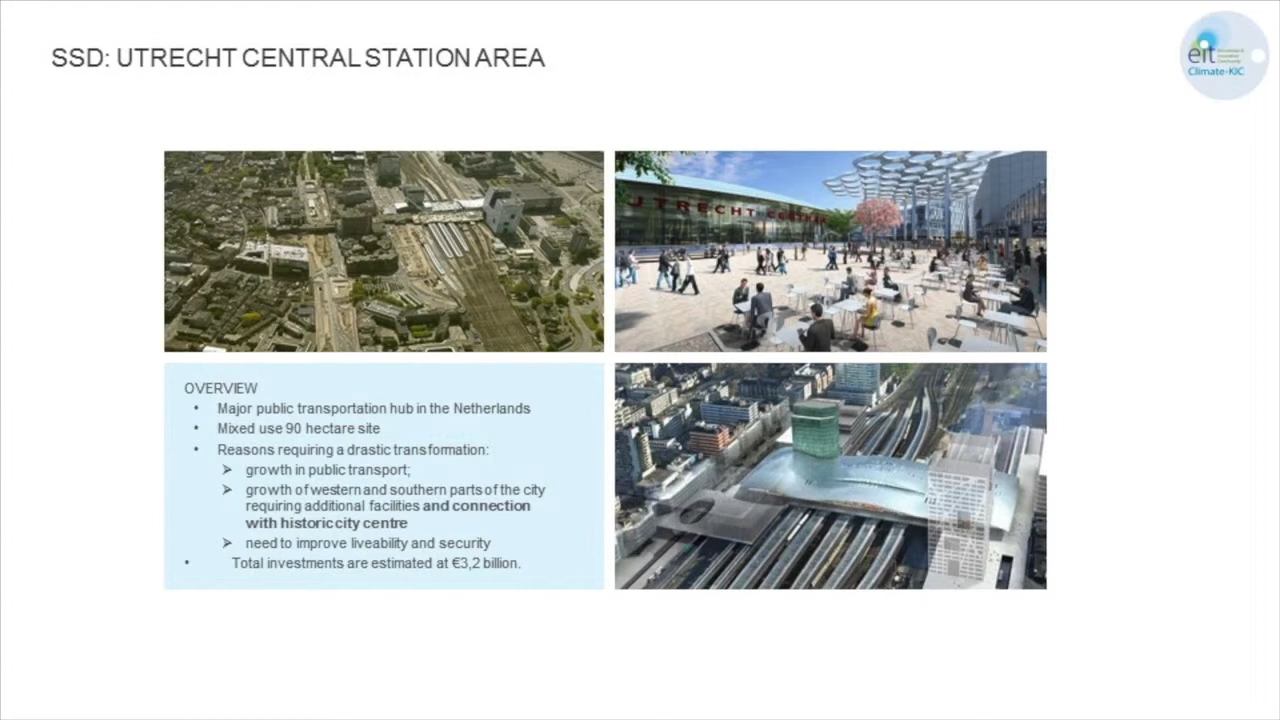 SSD: UTRECHT CENTRAL STATION AREA
eit
Climate-KIC
UTRECHT CENTRAAL
OVERVIEW
• Major public transportation hub in the Netherlands
• Mixed use 90 hectare site
• Reasons requiring a drastic transformation:
➢ growth in public transport;
➢ growth of western and southern parts of the city
requiring additional facilities and connection
with historic city centre
➢ need to improve liveability and security
• Total investments are estimated at €3,2 billion.